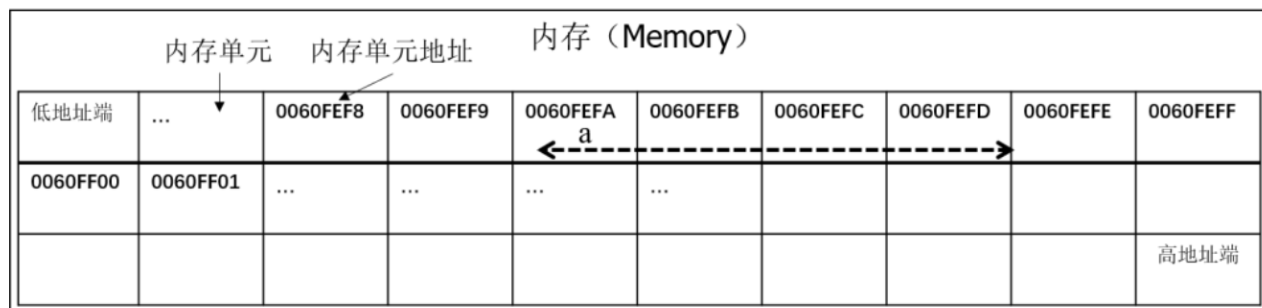 内存（Memory）
内存单元 内存单元地址
低地址端 ... 0060FEF8 0060FEF9 0060FEFA 0060FEFB 0060FEFC 0060FEFD 0060FEFE 0060FEFF
a
0060FF00 0060FF01 ... ... ... ...
高地址端